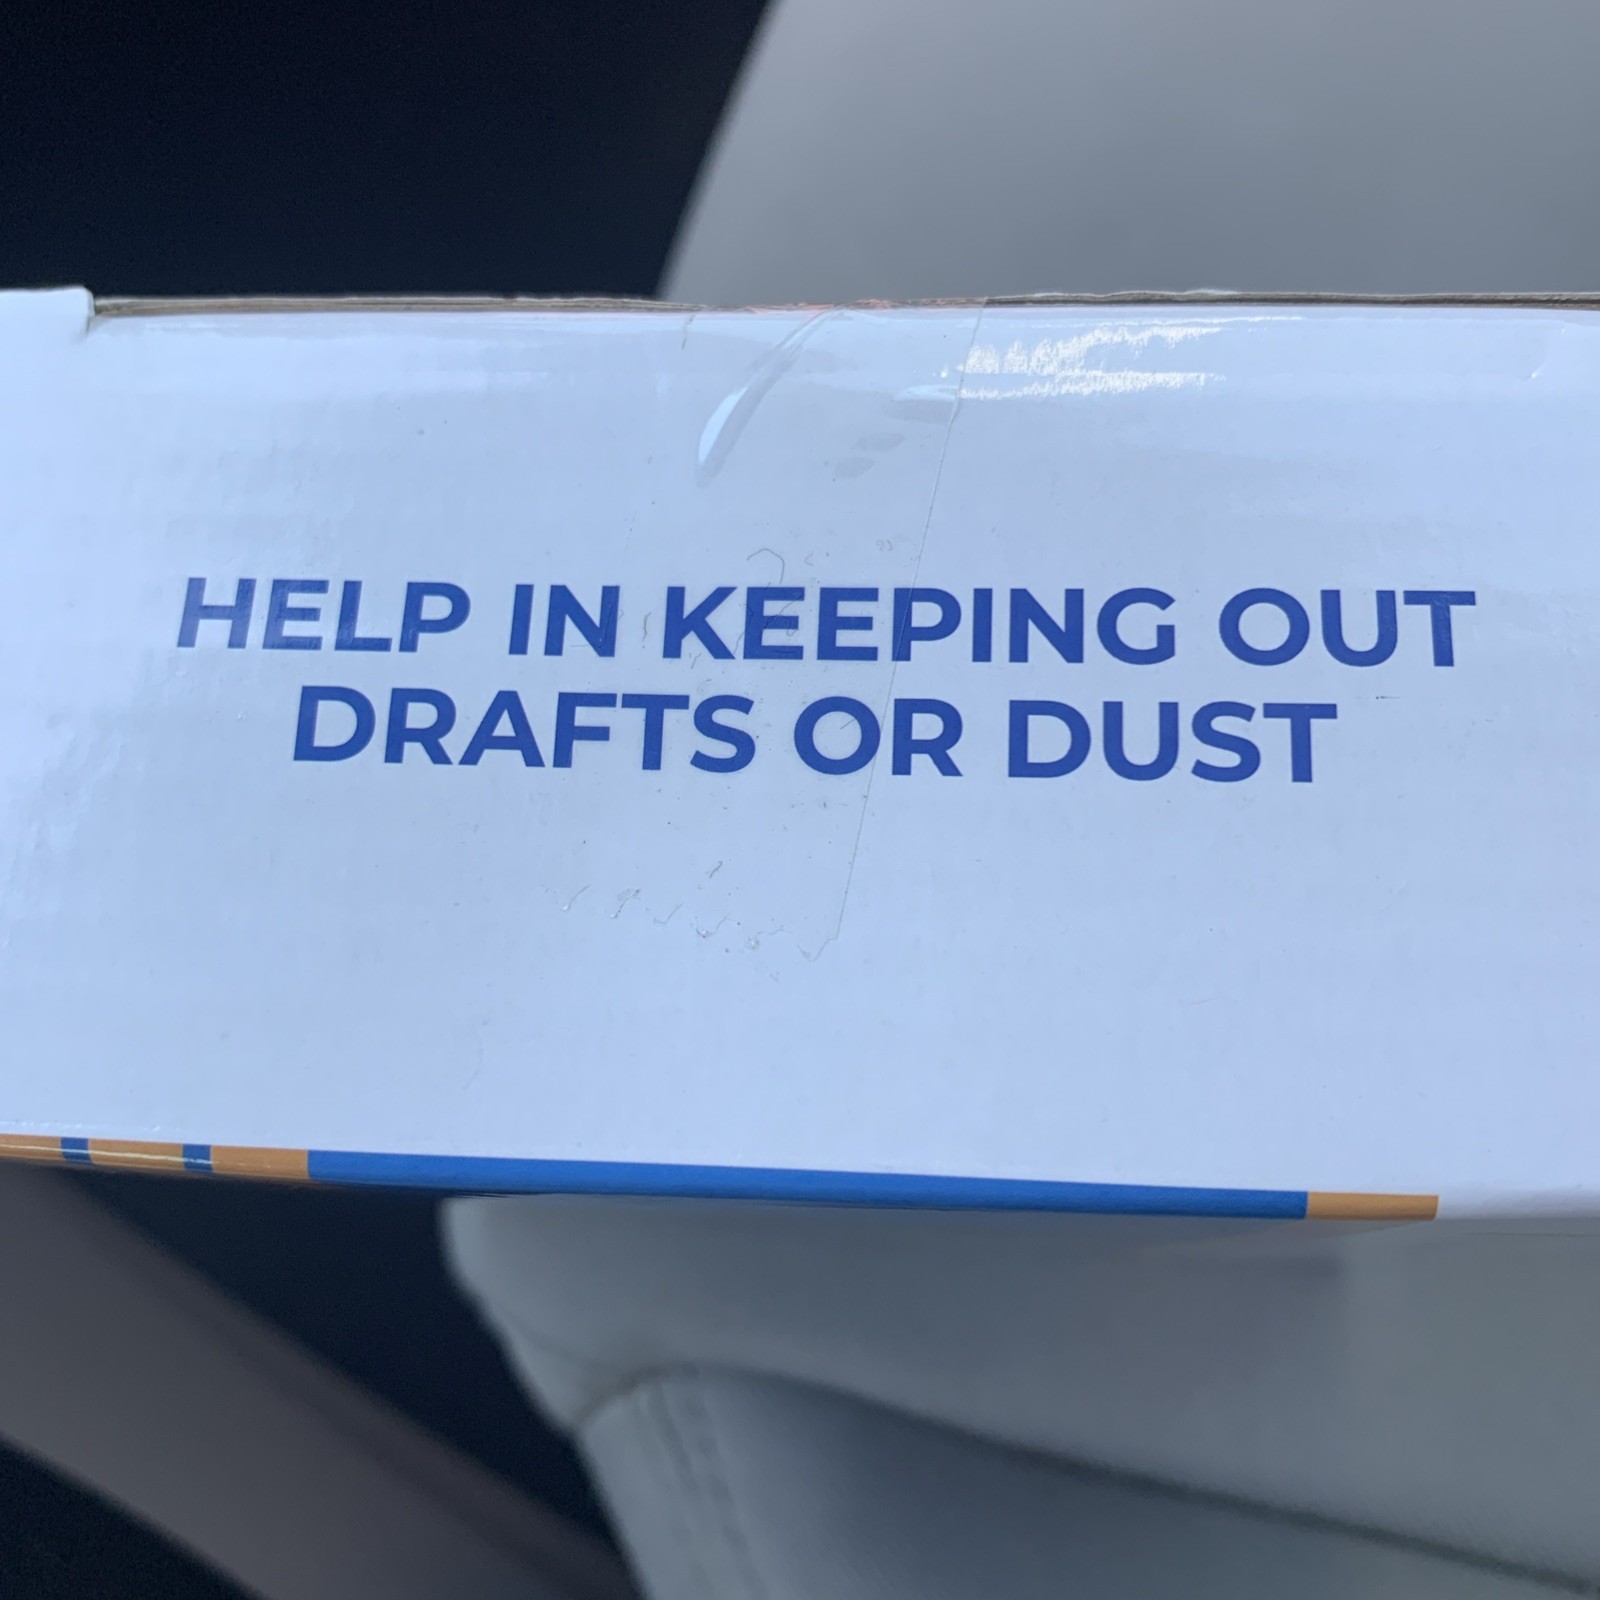 HELP IN KEEPING OUT
DRAFTS OR DUST